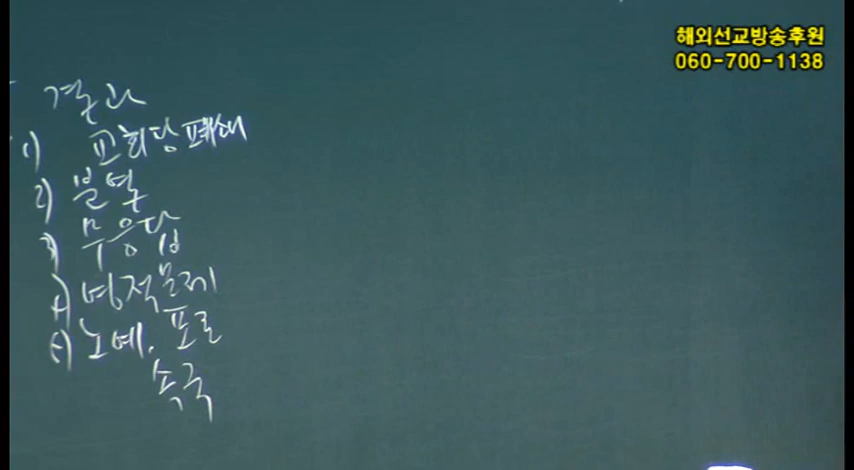 해외선교방송후원
060-700-1138
결과
1) 교회당 폐쇄
2) 분열
3) 무응답
4) 영적문제
5) 노예, 포로
속국